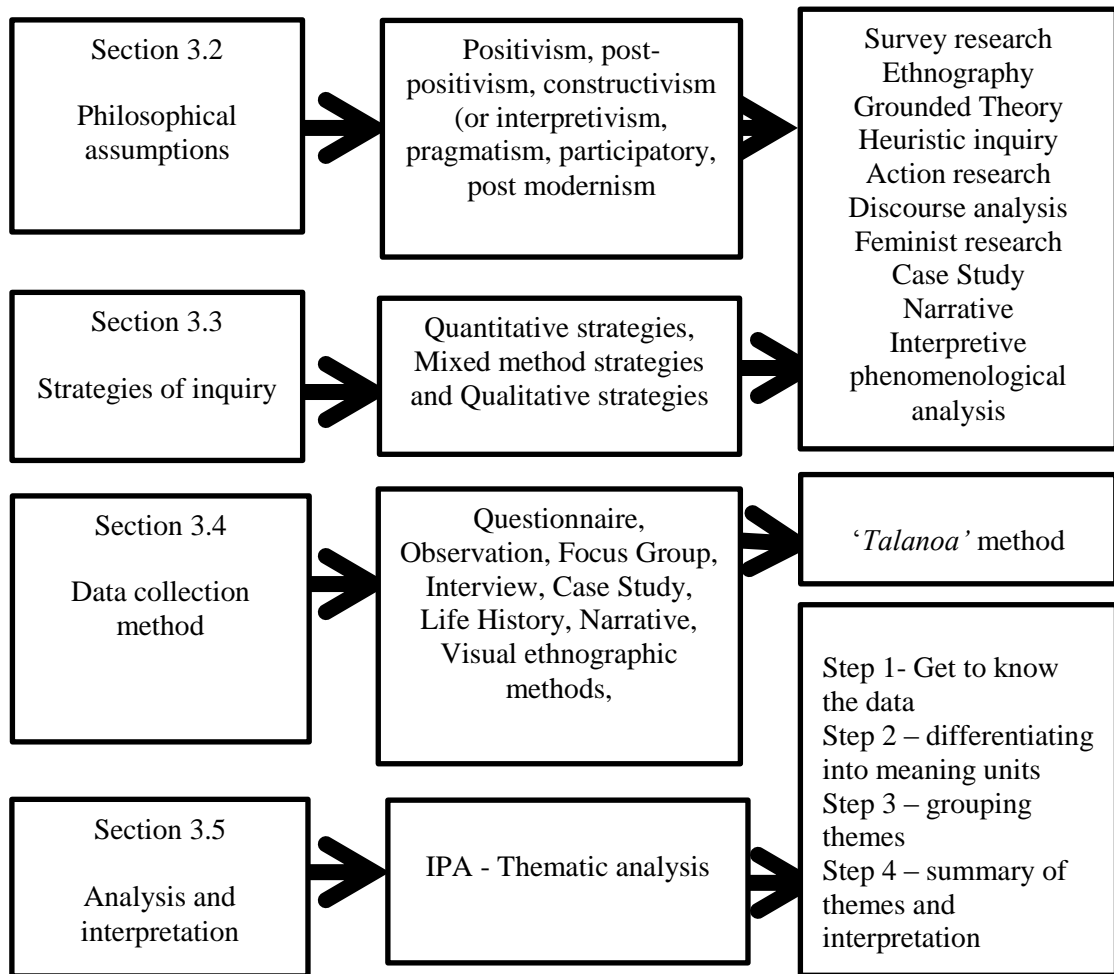 Section 3.2
Philosophical
assumptions
Positivism, post-
positivism, constructivism
(or interpretivism,
pragmatism, participatory,
post modernism
Survey research
Ethnography
Grounded Theory
Heuristic inquiry
Action research
Discourse analysis
Feminist research
Case Study
Narrative
Interpretive
phenomenological
analysis
Section 3.3
Strategies of inquiry
Quantitative strategies,
Mixed method strategies
and Qualitative strategies
Section 3.4
Data collection
method
Questionnaire,
Observation, Focus Group,
Interview, Case Study,
Life History, Narrative,
Visual ethnographic
methods,
‘Talanoa’ method
Section 3.5
Analysis and
interpretation
IPA - Thematic analysis
Step 1- Get to know
the data
Step 2 – differentiating
into meaning units
Step 3 – grouping
themes
Step 4 – summary of
themes and
interpretation